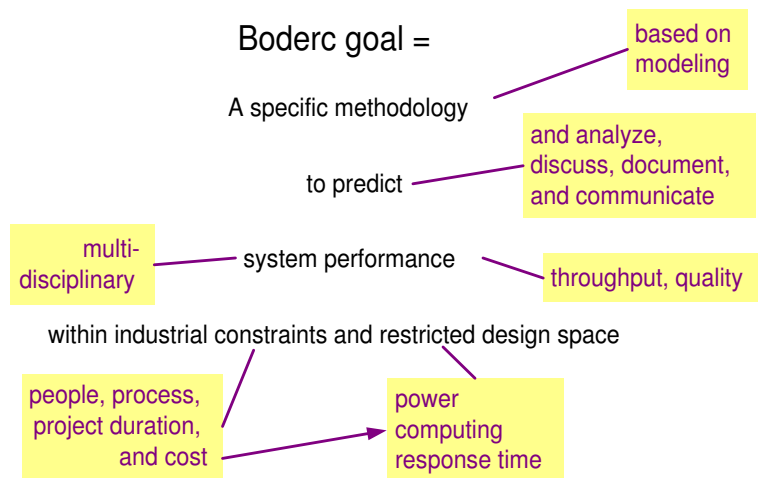 Boderc goal =
based on
modeling
A specific methodology
and analyze,
discuss, document,
and communicate
to predict
multi-
disciplinary
system performance
throughput, quality
within industrial constraints and restricted design space
people, process,
project duration,
and cost
power
computing
response time